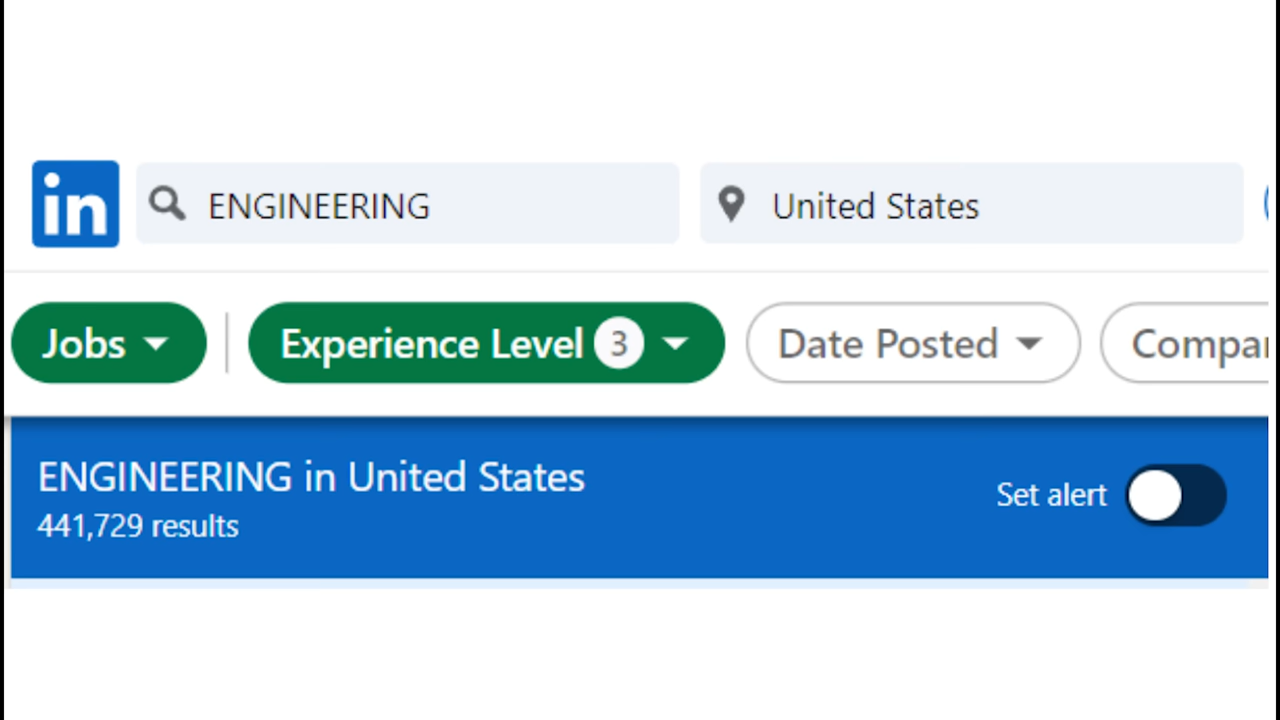 in ENGINEERING United States
Jobs Experience Level 3 Date Posted Compa
ENGINEERING in United States
441,729 results
Set alert